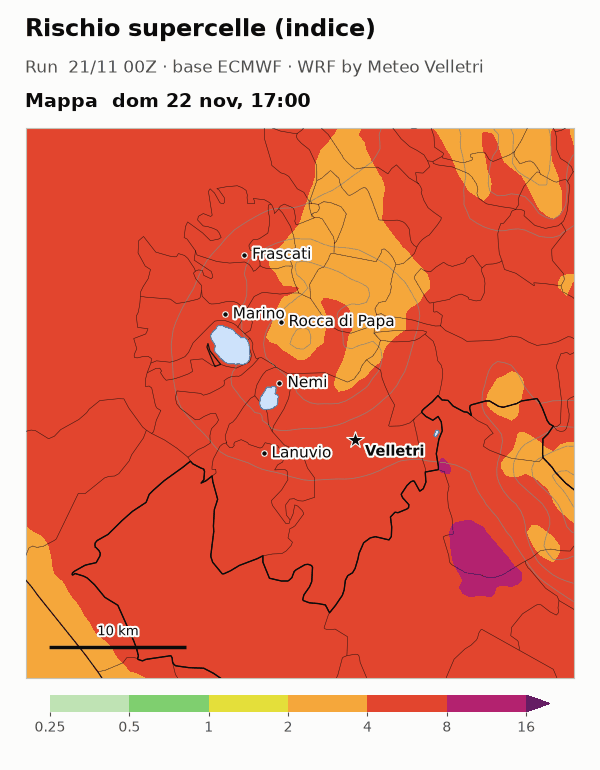 Rischio supercelle (indice)
Run  21/11 00Z · base ECMWF · WRF by Meteo Velletri
Mappa  dom 22 nov, 17:00
Frascati
Marino
Rocca di Papa
Nemi
Velletri
Lanuvio
10 km
0.25 0.5 1 2 4 8 16